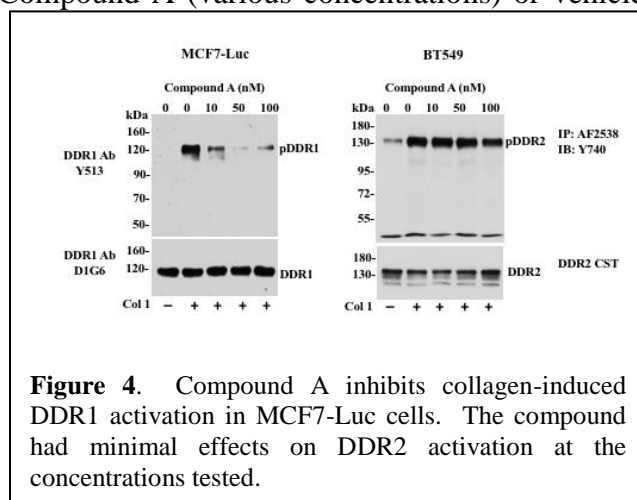 Compound A (various concentrations) or vehicle
MCF7-Luc
BT549
Compound A (nM)
Compound A (nM)
kDa 0 0 10 50 100
kDa 0 0 10 50 100
160-
120-
90-
70-
50-
DDR1 Ab
Y513
pDDR1
180-
130-
95-
72-
55-
pDDR2
IP: AF2538
IB: Y740
DDR1 Ab
D1G6
160-
120-
DDR1
180-
130-
DDR2
DDR2 CST
Col 1 – + + + +
Col 1 – + + + +
Figure 4. Compound A inhibits collagen-induced
DDR1 activation in MCF7-Luc cells. The compound
had minimal effects on DDR2 activation at the
concentrations tested.